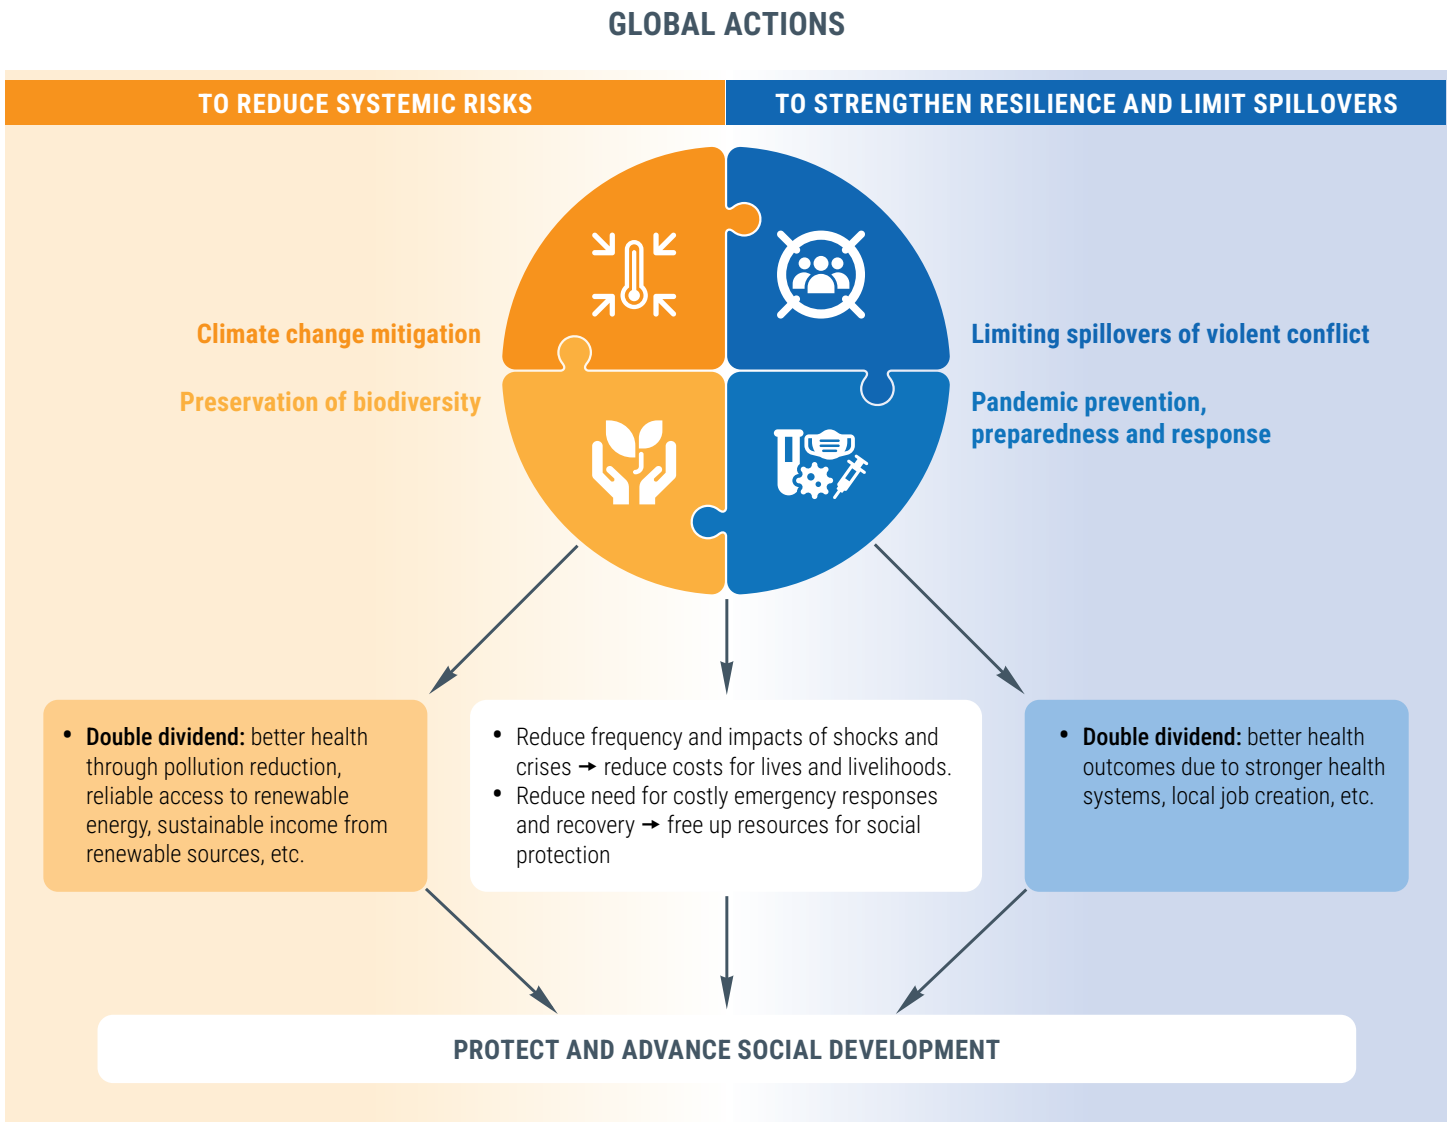 GLOBAL ACTIONS
TO REDUCE SYSTEMIC RISKS
TO STRENGTHEN RESILIENCE AND LIMIT SPILLOVERS
Climate change mitigation
Preservation of biodiversity
Limiting spillovers of violent conflict
Pandemic prevention,
preparedness and response
• Double dividend: better health
through pollution reduction,
reliable access to renewable
energy, sustainable income from
renewable sources, etc.
• Reduce frequency and impacts of shocks and
crises → reduce costs for lives and livelihoods.
• Reduce need for costly emergency responses
and recovery → free up resources for social
protection
• Double dividend: better health
outcomes due to stronger health
systems, local job creation, etc.
PROTECT AND ADVANCE SOCIAL DEVELOPMENT